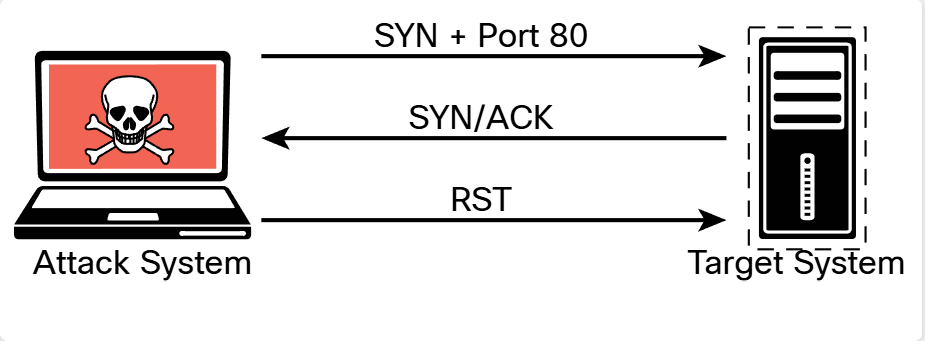 SYN + Port 80
SYN/ACK
RST
Attack System
Target System